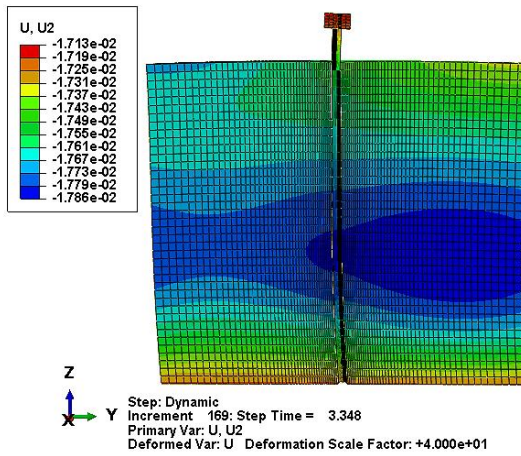 U, U2
-1.713e-02
-1.719e-02
-1.725e-02
-1.731e-02
-1.737e-02
-1.743e-02
-1.749e-02
-1.755e-02
-1.761e-02
-1.767e-02
-1.773e-02
-1.779e-02
-1.786e-02
Z
Y
X
Step: Dynamic
Increment 169: Step Time = 3.348
Primary Var: U, U2
Deformed Var: U Deformation Scale Factor: +4.000e+01